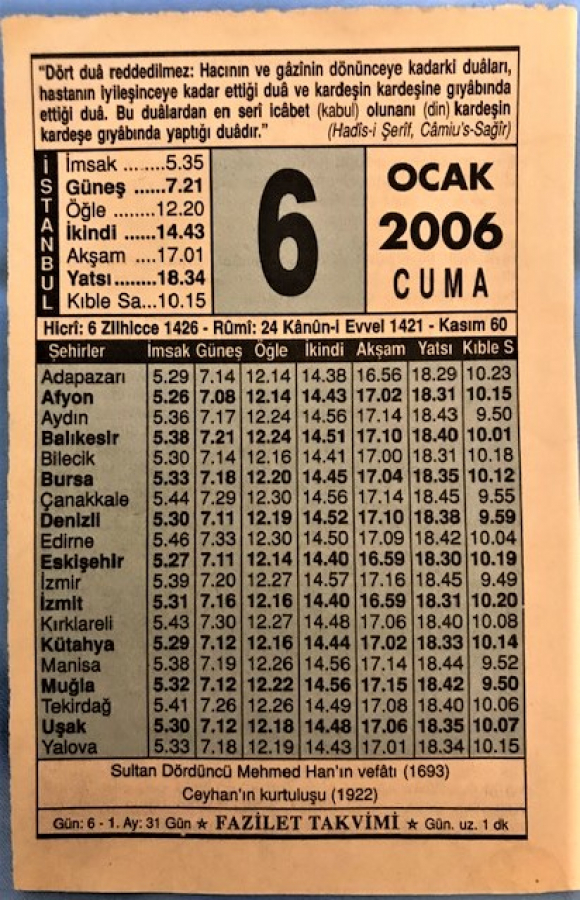 “Dört duâ reddedilmez: Hacının ve gâzînin dönünceye kadarki duâları,
hastanın iyileşinceye kadar ettiği duâ ve kardeşin kardeşine gıyâbında
ettiği duâ. Bu duâlardan en serî icâbet (kabul) olunanı (din) kardeşin
kardeşe gıyâbında yaptığı duâdır.” (Hadîs-i Şerîf, Câmiu's-Sağîr)
İSTANBUL
İmsak .......5.35
Güneş ......7.21
Öğle ........12.20
İkindi ......14.43
Akşam ....17.01
Yatsı........18.34
Kıble Sa...10.15
6
OCAK
2006
CUMA
Hicrî: 6 Zilhicce 1426 - Rûmî: 24 Kânûn-i Evvel 1421 - Kasım 60
Şehirler İmsak Güneş Öğle İkindi Akşam Yatsı Kıble S
Adapazarı 5.29 7.14 12.14 14.38 16.56 18.29 10.23
Afyon 5.26 7.08 12.14 14.43 17.02 18.31 10.15
Aydın 5.36 7.17 12.24 14.56 17.14 18.43 9.50
Balıkesir 5.38 7.21 12.24 14.51 17.10 18.40 10.01
Bilecik 5.30 7.14 12.16 14.41 17.00 18.31 10.18
Bursa 5.33 7.18 12.20 14.45 17.04 18.35 10.12
Çanakkale 5.44 7.29 12.30 14.56 17.14 18.45 9.55
Denizli 5.30 7.11 12.19 14.52 17.10 18.38 9.59
Edirne 5.46 7.33 12.30 14.50 17.09 18.42 10.04
Eskişehir 5.27 7.11 12.14 14.40 16.59 18.30 10.19
İzmir 5.39 7.20 12.27 14.57 17.16 18.45 9.49
İzmit 5.31 7.16 12.16 14.40 16.59 18.31 10.20
Kırklareli 5.43 7.30 12.27 14.48 17.06 18.40 10.08
Kütahya 5.29 7.12 12.16 14.44 17.02 18.33 10.14
Manisa 5.38 7.19 12.26 14.56 17.14 18.44 9.52
Muğla 5.32 7.12 12.22 14.56 17.15 18.42 9.50
Tekirdağ 5.41 7.26 12.26 14.49 17.08 18.40 10.06
Uşak 5.30 7.12 12.18 14.48 17.06 18.35 10.07
Yalova 5.33 7.18 12.19 14.43 17.01 18.34 10.15
Sultan Dördüncü Mehmed Han'ın vefâtı (1693)
Ceyhan'ın kurtuluşu (1922)
Gün: 6 - 1. Ay: 31 Gün ★ FAZİLET TAKVİMİ ★ Gün. uz. 1 dk